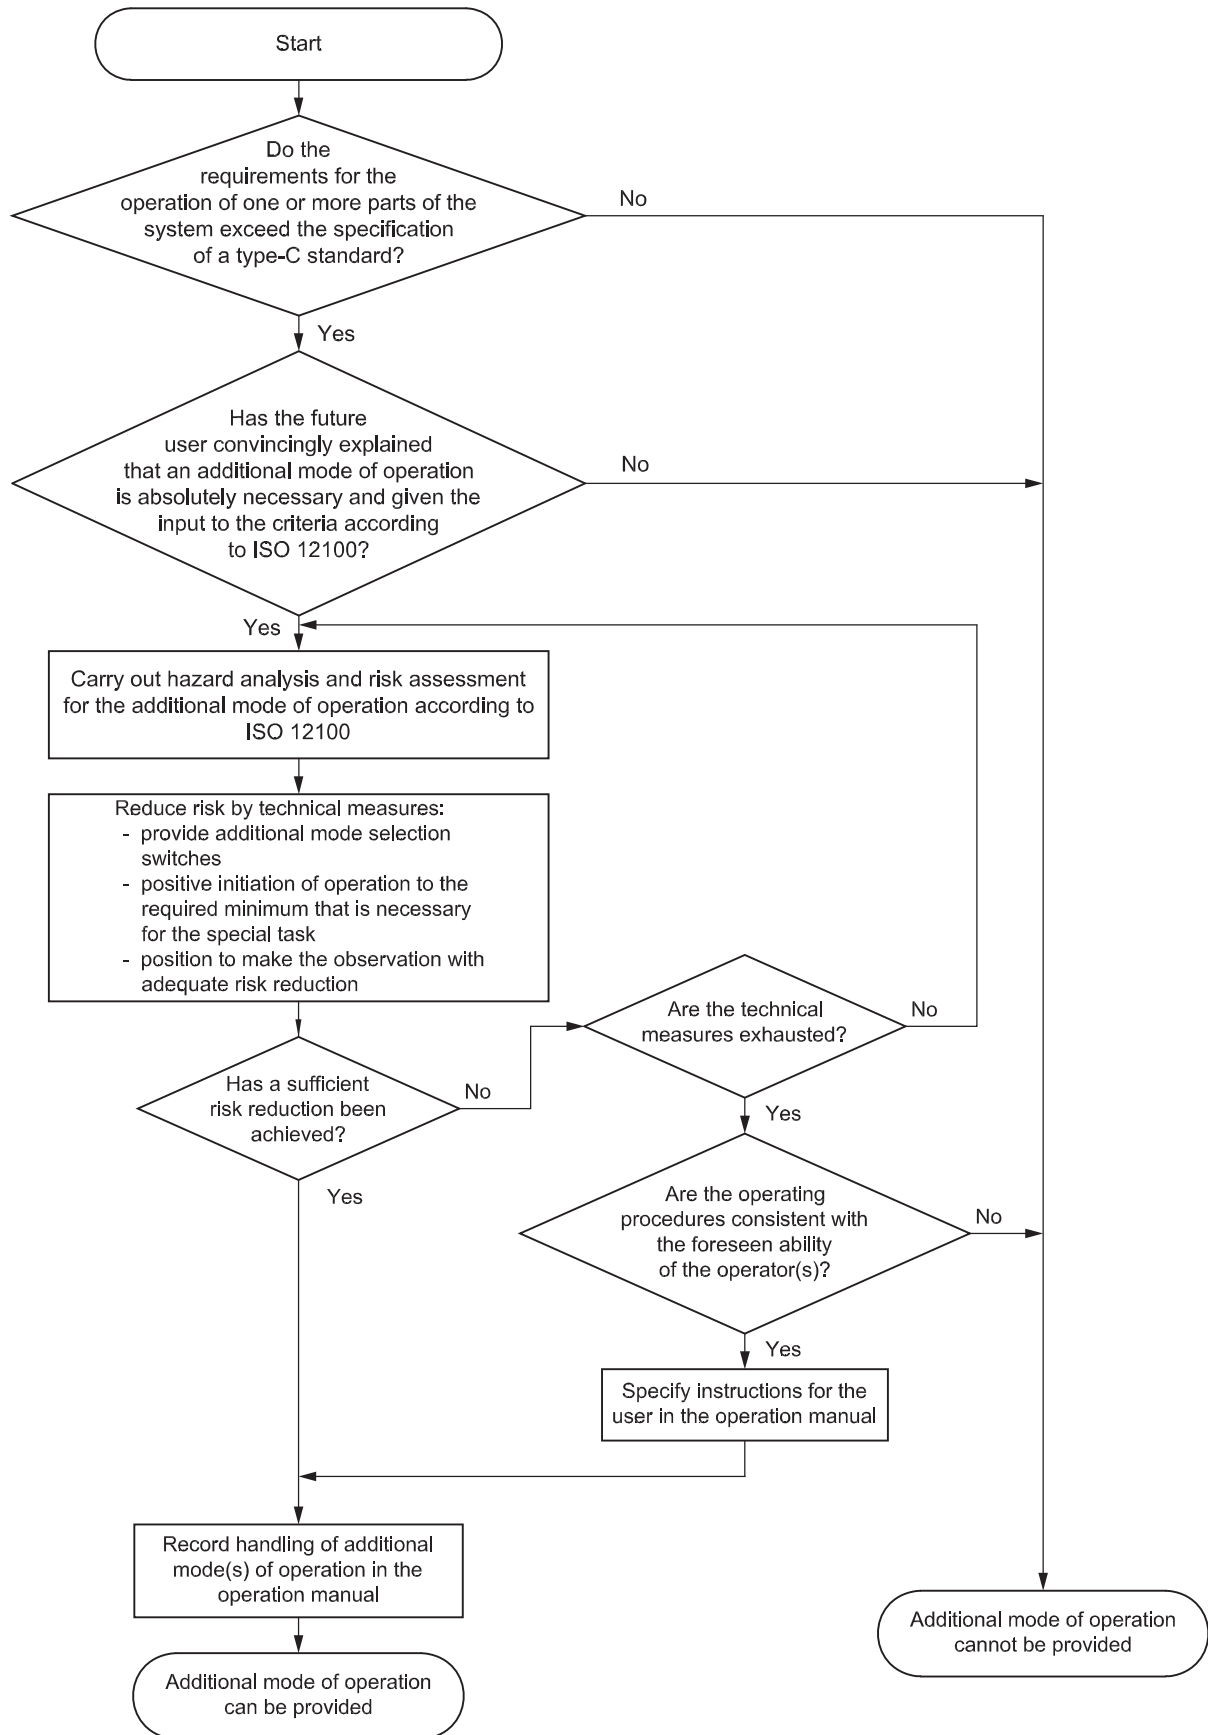 Start
Do the
requirements for the
operation of one or more parts of the
system exceed the specification
of a type-C standard?
No
Yes
Has the future
user convincingly explained
that an additional mode of operation
is absolutely necessary and given the
input to the criteria according
to ISO 12100?
No
Yes
Carry out hazard analysis and risk assessment
for the additional mode of operation according to
ISO 12100
Reduce risk by technical measures:
- provide additional mode selection
switches
- positive initiation of operation to the
required minimum that is necessary
for the special task
- position to make the observation with
adequate risk reduction
Are the technical
measures exhausted?
No
Has a sufficient
risk reduction been
achieved?
No
Yes
Yes
Are the operating
procedures consistent with
the foreseen ability
of the operator(s)?
No
Yes
Specify instructions for the
user in the operation manual
Record handling of additional
mode(s) of operation in the
operation manual
Additional mode of operation
cannot be provided
Additional mode of operation
can be provided